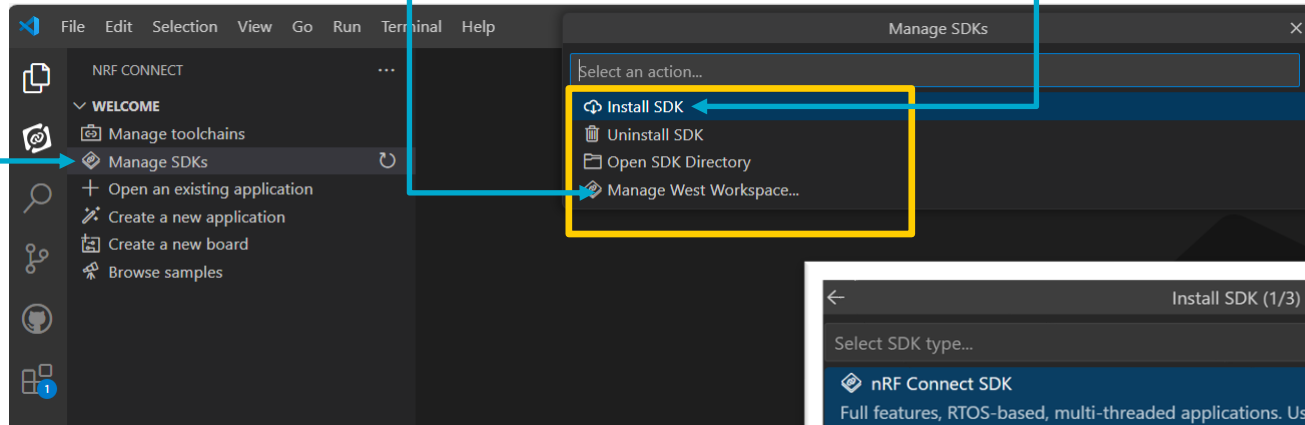 File Edit Selection View Go Run Terminal Help
NRF CONNECT ...
WELCOME
Manage toolchains
Manage SDKs
Open an existing application
Create a new application
Create a new board
Browse samples
1
Manage SDKs
Select an action...
Install SDK
Uninstall SDK
Open SDK Directory
Manage West Workspace...
Install SDK (1/3)
Select SDK type...
nRF Connect SDK
Full features, RTOS-based, multi-threaded applications. Us